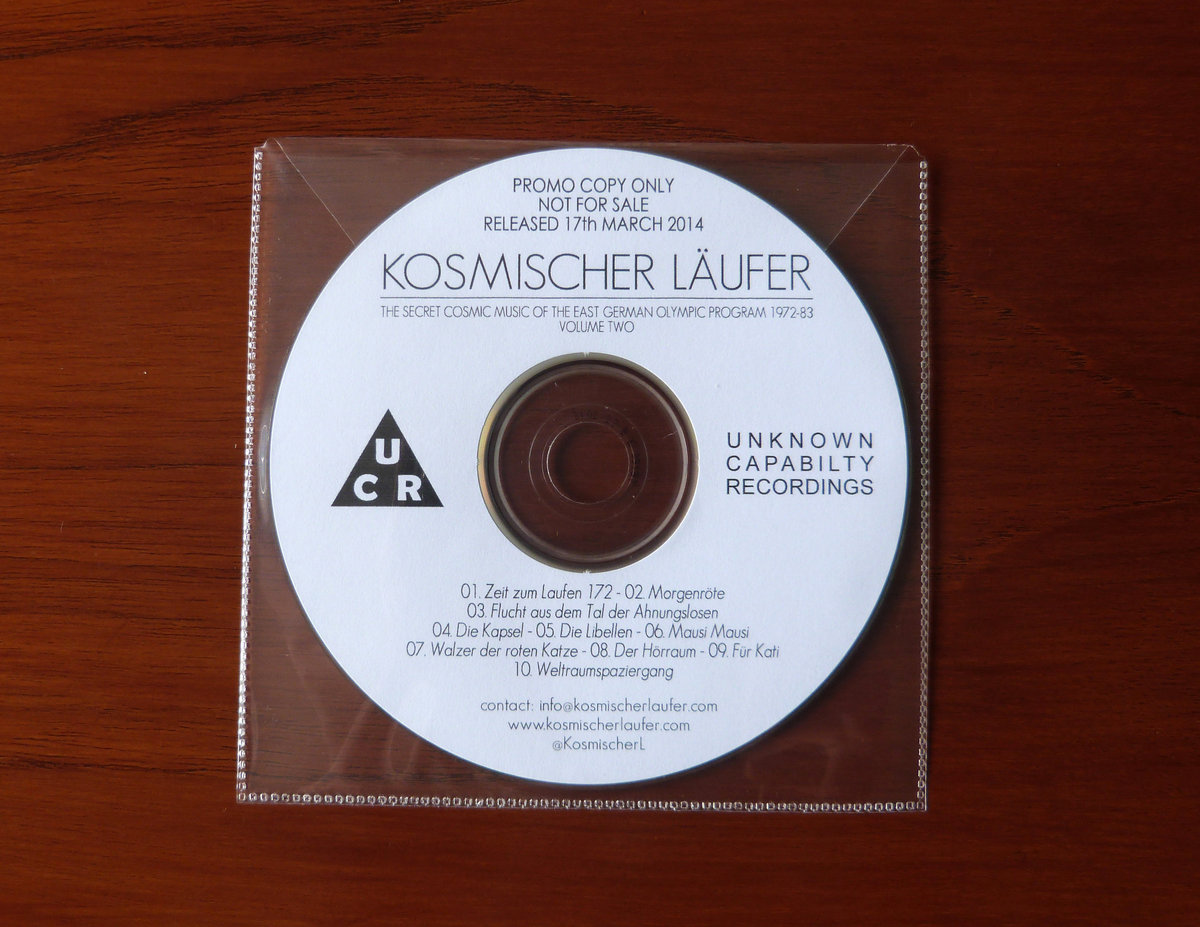 PROMO COPY ONLY
NOT FOR SALE
RELEASED 17th MARCH 2014
KOSMISCHER LÄUFER
THE SECRET COSMIC MUSIC OF THE EAST GERMAN OLYMPIC PROGRAM 1972-83
VOLUME TWO
U
C R
UNKNOWN
CAPABILTY
RECORDINGS
01. Zeit zum Laufen 172 - 02. Morgenröte
03. Flucht aus dem Tal der Ahnungslosen
04. Die Kapsel - 05. Die Libellen - 06. Mausi Mausi
07. Walzer der roten Katze - 08. Der Hörraum - 09. Für Kati
10. Weltraumspaziergang
contact: info@kosmischerlaufer.com
www.kosmischerlaufer.com
@KosmischerL